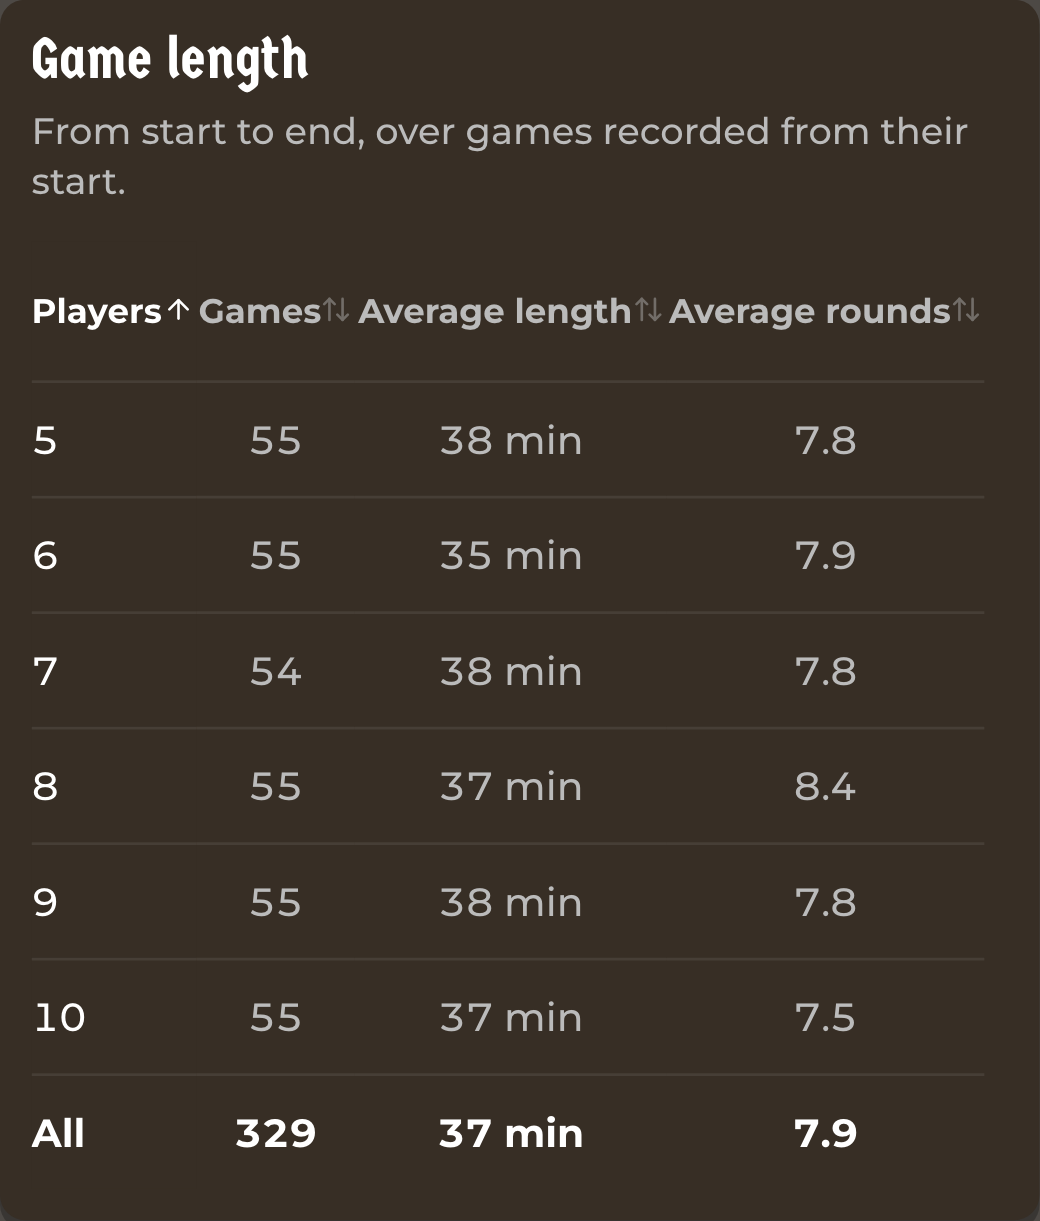 Game length
From start to end, over games recorded from their
start.
Players↑ Games↑↓ Average length↑↓ Average rounds↑↓
5 55 38 min 7.8
6 55 35 min 7.9
7 54 38 min 7.8
8 55 37 min 8.4
9 55 38 min 7.8
10 55 37 min 7.5
All 329 37 min 7.9